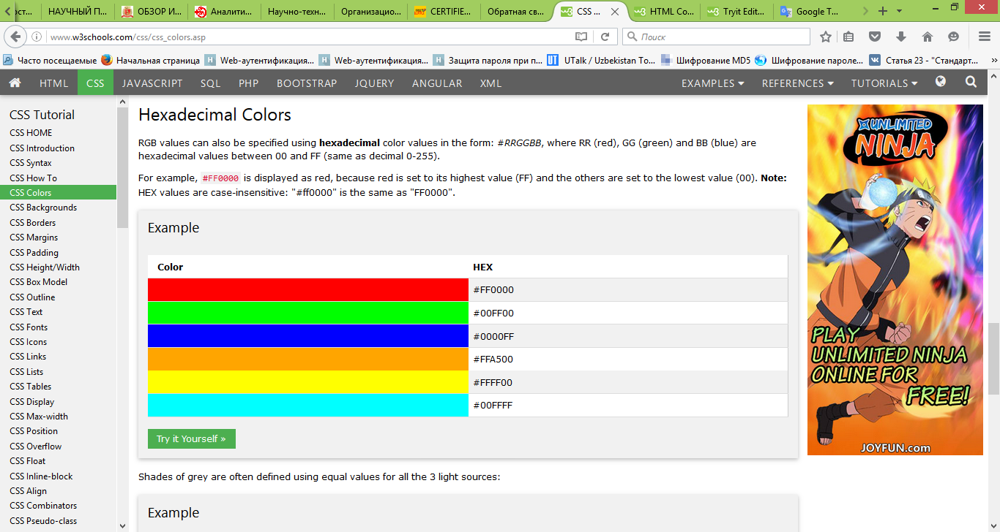 ост...
НАУЧНЫЙ П...
ОБЗОР И...
Аналити...
Научно-техн...
Организацио...
CERTIFIE...
Обратная св...
CSS ...
HTML Co...
Tryit Edit...
Google T...
www.w3schools.com/css/css_colors.asp
Поиск
Часто посещаемые
Начальная страница
Web-аутентификация...
Web-аутентификация...
Защита пароля при п...
UTalk / Uzbekistan To...
Шифрование MD5
Шифрование пароле...
Статья 23 - "Стандарт...
HTML CSS JAVASCRIPT SQL PHP BOOTSTRAP JQUERY ANGULAR XML EXAMPLES REFERENCES TUTORIALS
CSS Tutorial
CSS HOME
CSS Introduction
CSS Syntax
CSS How To
CSS Colors
CSS Backgrounds
CSS Borders
CSS Margins
CSS Padding
CSS Height/Width
CSS Box Model
CSS Outline
CSS Text
CSS Fonts
CSS Icons
CSS Links
CSS Lists
CSS Tables
CSS Display
CSS Max-width
CSS Position
CSS Overflow
CSS Float
CSS Inline-block
CSS Align
CSS Combinators
CSS Pseudo-class
Hexadecimal Colors
RGB values can also be specified using hexadecimal color values in the form: #RRGGBB, where RR (red), GG (green) and BB (blue) are
hexadecimal values between 00 and FF (same as decimal 0-255).
For example, #FF0000 is displayed as red, because red is set to its highest value (FF) and the others are set to the lowest value (00). Note:
HEX values are case-insensitive: "#ff0000" is the same as "FF0000".
Example
Color HEX
#FF0000
#00FF00
#0000FF
#FFA500
#FFFF00
#00FFFF
Try it Yourself »
Shades of grey are often defined using equal values for all the 3 light sources:
Example
UNLIMITED
NINJA
PLAY
UNLIMITED NINJA
ONLINE FOR
FREE!
JOYFUN.com